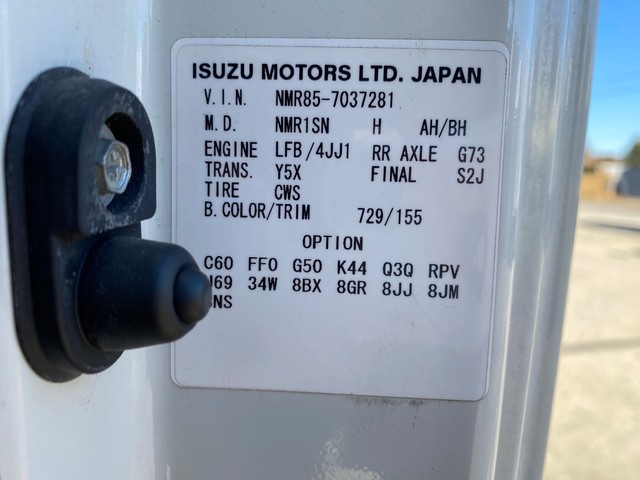 ISUZU MOTORS LTD. JAPAN
V.I.N. NMR85-7037281
M.D. NMR1SN H AH/BH
ENGINE LFB/4JJ1 RR AXLE G73
TRANS. Y5X FINAL S2J
TIRE CWS
B.COLOR/TRIM 729/155
OPTION
C60 FF0 G50 K44 Q3Q RPV
34W 8BX 8GR 8JJ 8JM